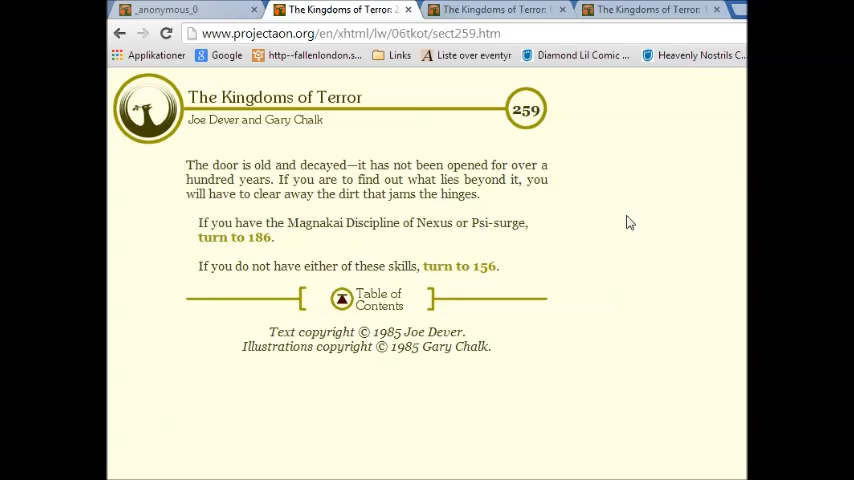 _anonymous_0
The Kingdoms of Terror: 2
The Kingdoms of Terror:
The Kingdoms of Terror: 1
www.projectaon.org/en/xhtml/lw/06tkot/sect259.htm
Applikationer
Google
http--fallenlondon.s...
Links
Liste over eventyr
Diamond Lil Comic ...
Heavenly Nostrils C
The Kingdoms of Terror
259
Joe Dever and Gary Chalk
The door is old and decayed—it has not been opened for over a
hundred years. If you are to find out what lies beyond it, you
will have to clear away the dirt that jams the hinges.
If you have the Magnakai Discipline of Nexus or Psi-surge,
turn to 186.
If you do not have either of these skills, turn to 156.
Table of
Contents
Text copyright © 1985 Joe Dever.
Illustrations copyright © 1985 Gary Chalk.